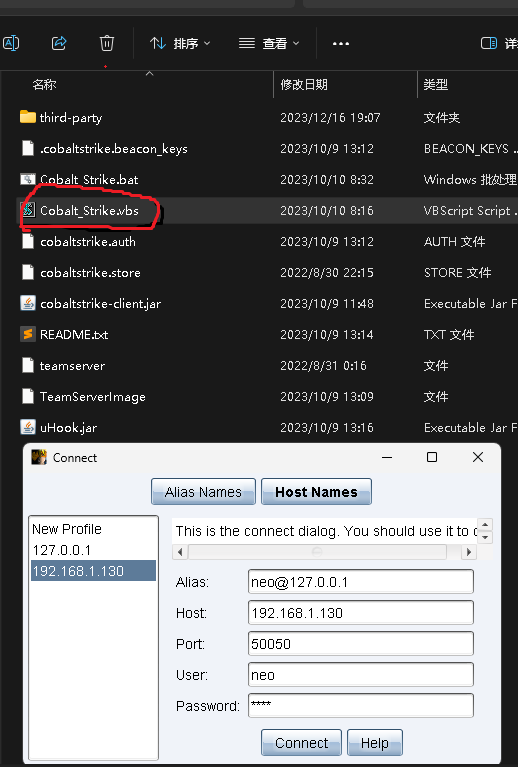 排序 查看
名称 修改日期 类型
third-party 2023/12/16 19:07 文件夹
.cobaltstrike.beacon_keys 2023/10/9 13:12 BEACON_KEYS ...
Cobalt_Strike.bat 2023/10/10 8:32 Windows 批处理
Cobalt_Strike.vbs 2023/10/10 8:16 VBScript Script ...
cobaltstrike.auth 2023/10/9 13:12 AUTH 文件
cobaltstrike.store 2022/8/30 22:15 STORE 文件
cobaltstrike-client.jar 2023/10/9 11:48 Executable Jar F
README.txt 2023/10/9 13:14 TXT 文件
teamserver 2022/8/31 0:16 文件
TeamServerImage 2023/10/9 13:09 文件
uHook.jar 2023/10/9 13:16 Executable Jar F
Connect
Alias Names Host Names
New Profile
127.0.0.1
192.168.1.130
This is the connect dialog. You should use it to
Alias: neo@127.0.0.1
Host: 192.168.1.130
Port: 50050
User: neo
Password: ****
Connect Help